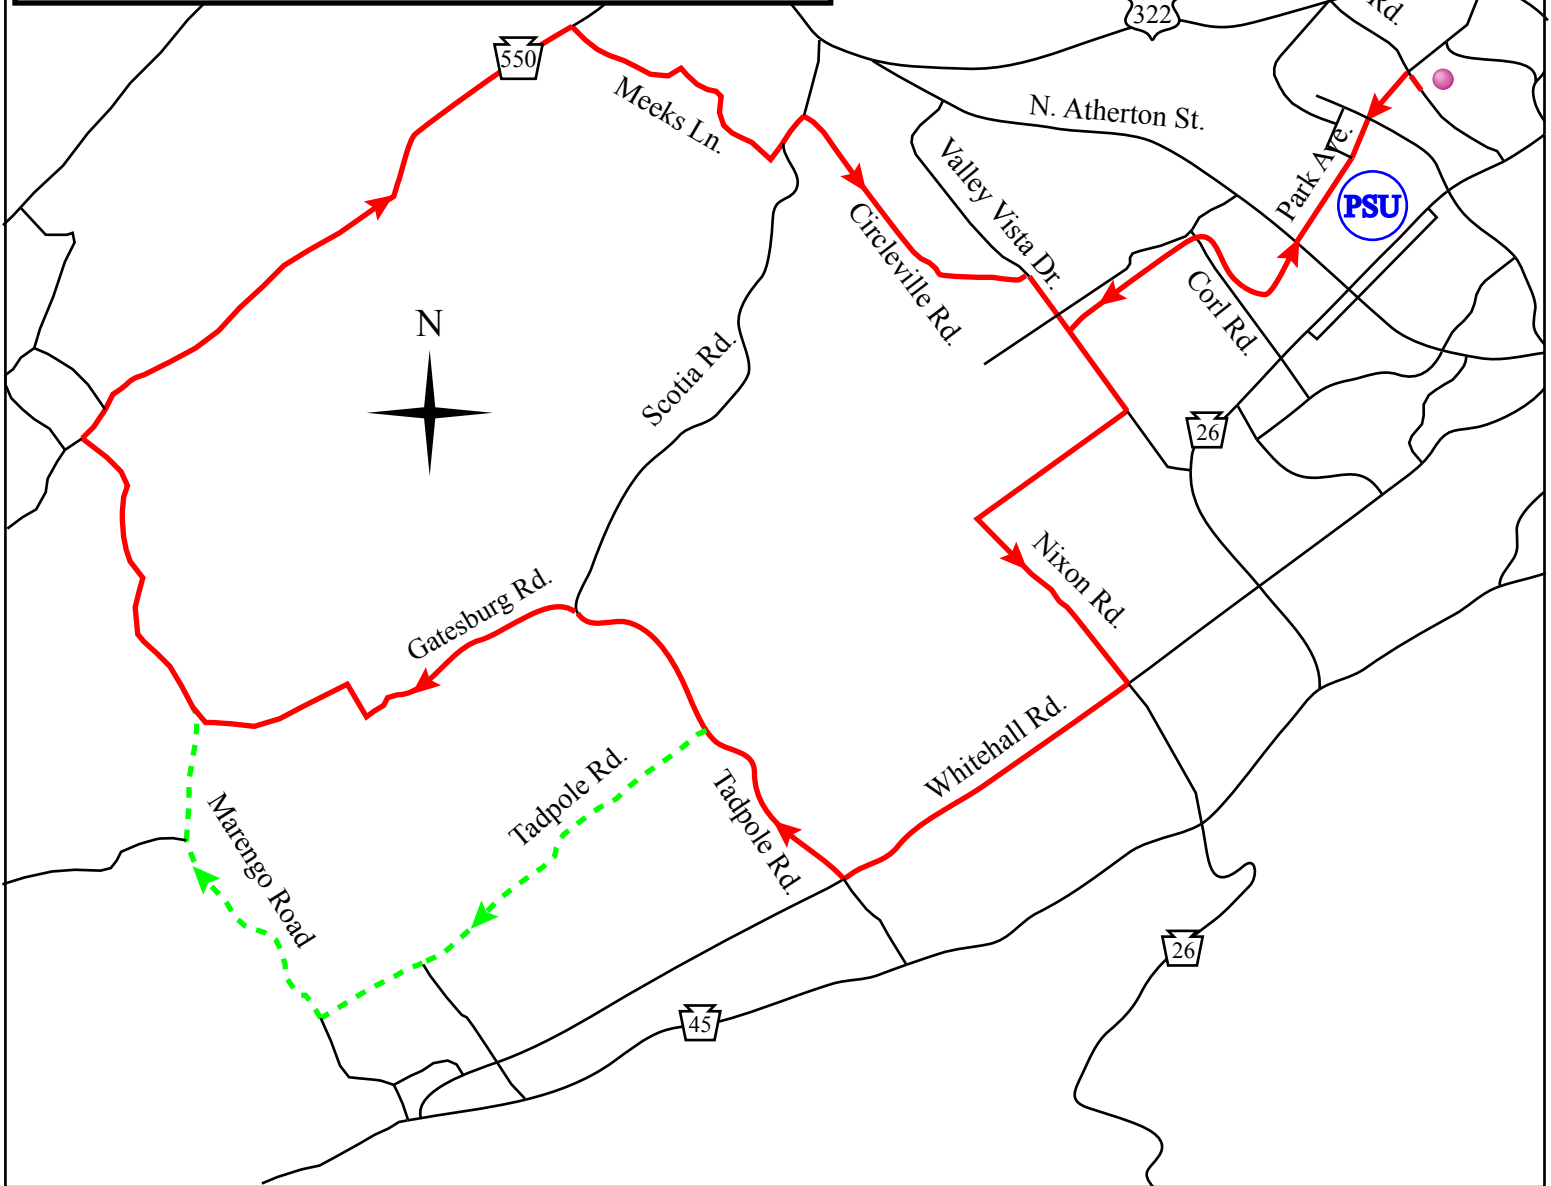 322
Rd.
550
Meeks Ln.
N. Atherton St.
Park Ave.
PSU
Valley Vista Dr.
Circleville Rd.
Corl Rd.
N
Scotia Rd.
26
Nixon Rd.
Gatesburg Rd.
Whitehall Rd.
Tadpole Rd.
Tadpole Rd.
Marengo Road
26
45